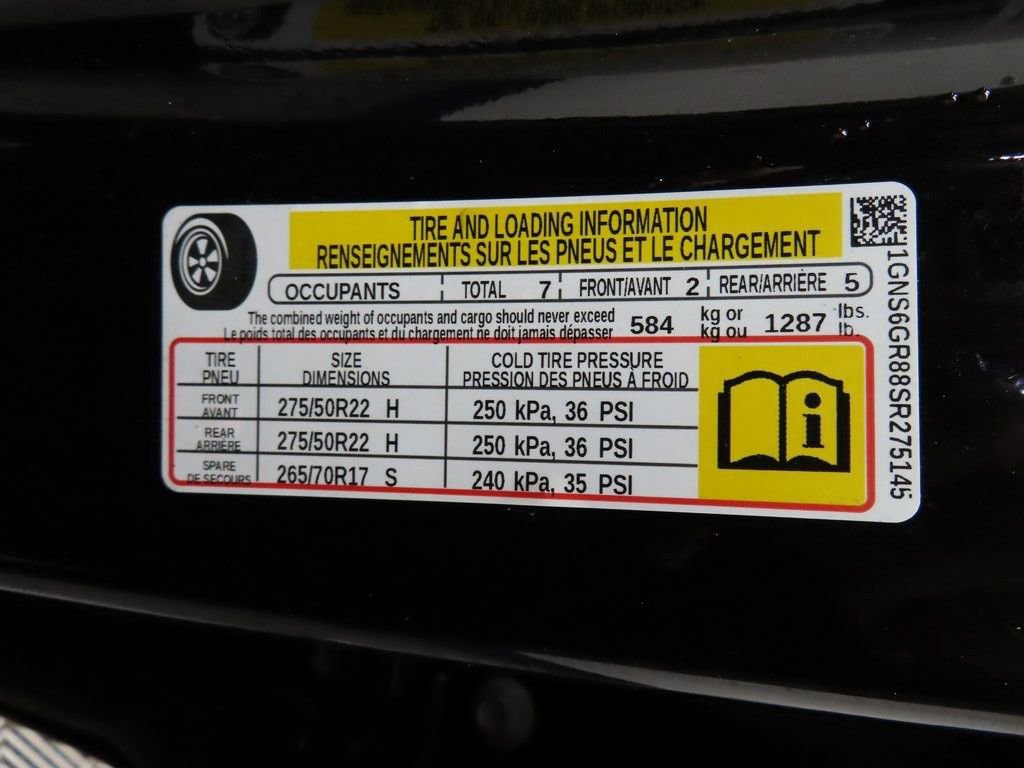 TIRE AND LOADING INFORMATION
RENSEIGNEMENTS SUR LES PNEUS ET LE CHARGEMENT
OCCUPANTS TOTAL 7 FRONT/AVANT 2 REAR/ARRIÈRE 5
The combined weight of occupants and cargo should never exceed 584 kg or 1287 lbs.
Le poids total des occupants et du chargement ne doit jamais dépasser kg ou lb.
TIRE SIZE COLD TIRE PRESSURE
PNEU DIMENSIONS PRESSION DES PNEUS À FROID
FRONT
AVANT 275/50R22 H 250 kPa, 36 PSI
REAR
ARRIÈRE 275/50R22 H 250 kPa, 36 PSI
SPARE
DE SECOURS 265/70R17 S 240 kPa, 35 PSI
i
1GNS6GR88SR275145